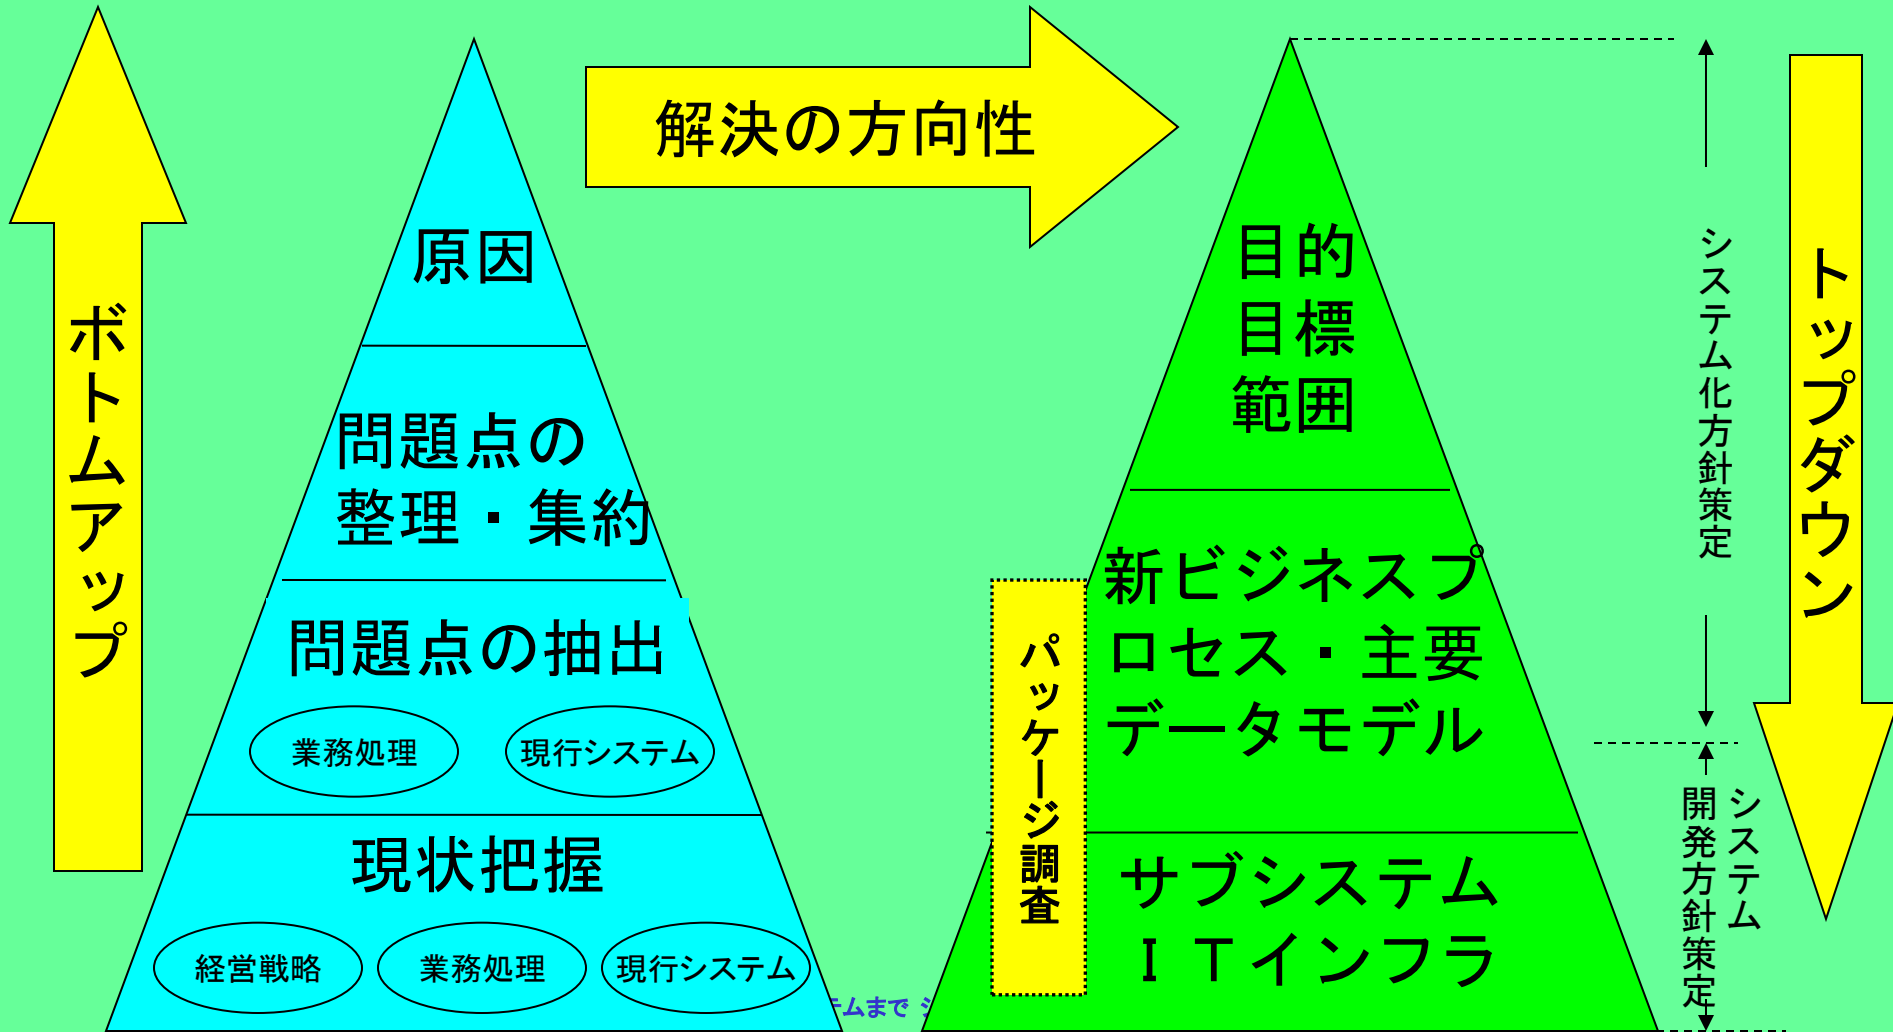 ボトムアップ
原因
問題点の
整理・集約
問題点の抽出
業務処理
現行システム
現状把握
経営戦略
業務処理
現行システム
解決の方向性
目的
目標
範囲
新ビジネスプ
ロセス・主要
データモデル
サブシステム
ＩＴインフラ
パッケージ調査
システム化方針策定
システム
開発方針策定
トップダウン
テムまで